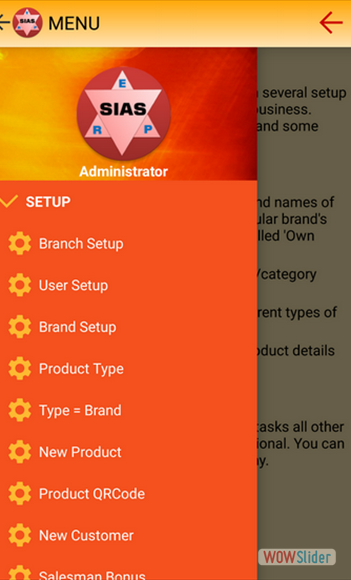 SIAS
MENU
E
SIAS
R P
Administrator
SETUP
Branch Setup
User Setup
Brand Setup
Product Type
Type = Brand
New Product
Product QRCode
New Customer
Salesman Bonus
several setup
and some
nd names of
ular brand's
lled 'Own
/category
rent types of
oduct details
tasks all other
ional. You can
WOWSlider